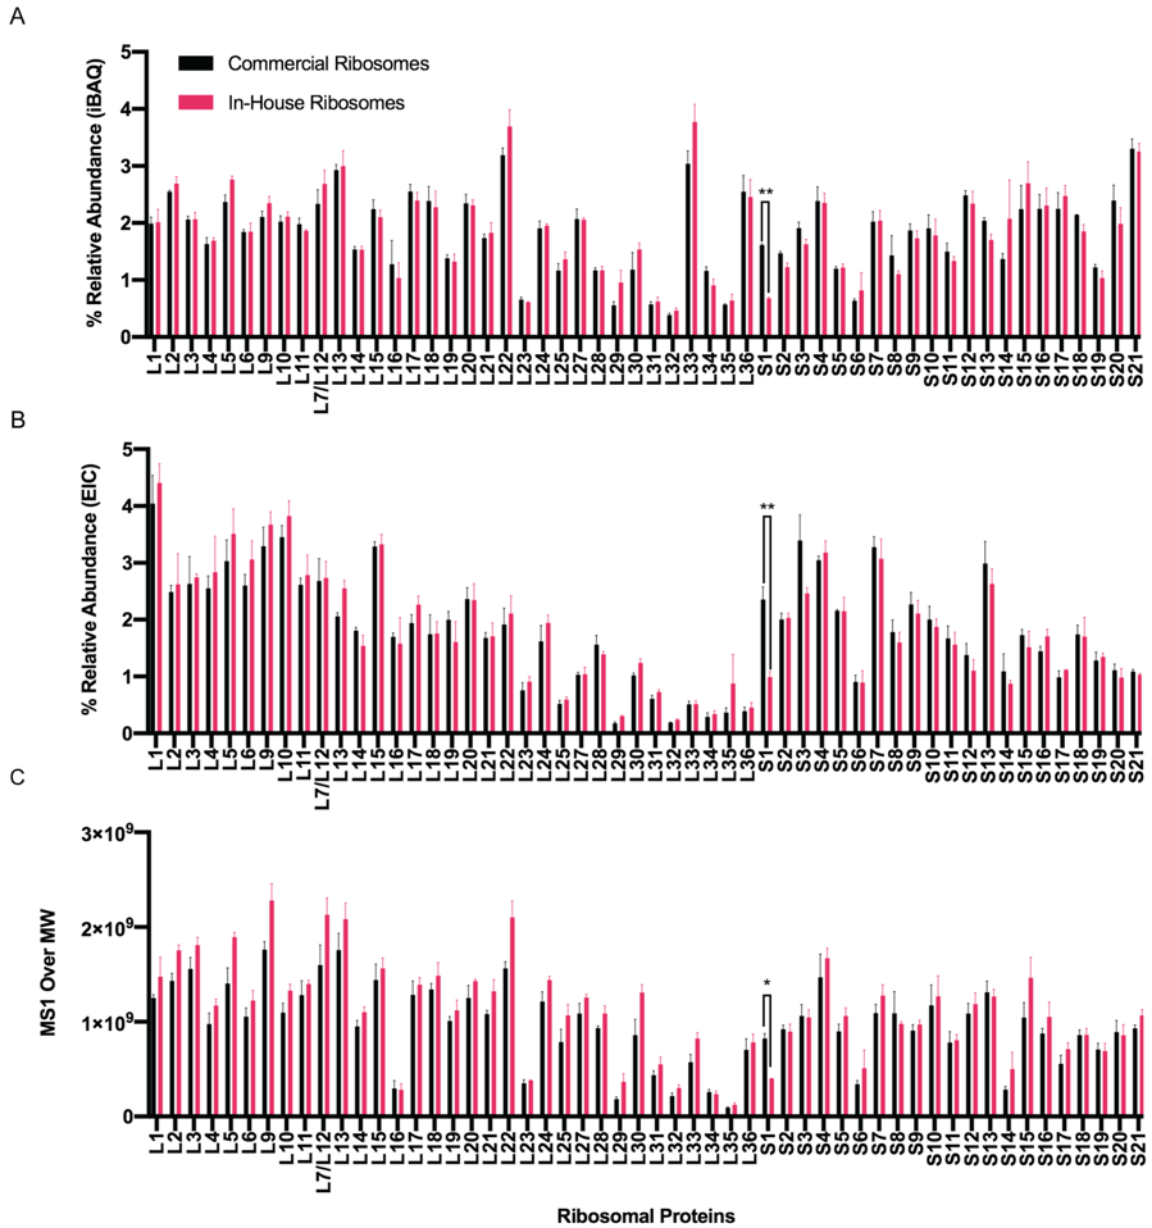 A
% Relative Abundance (iBAQ)
5
4
3
2
1
0
Commercial Ribosomes
In-House Ribosomes
**
L1 L2 L3 L4 L5 L6 L9 L10 L11 L7/L12 L13 L14 L15 L16 L17 L18 L19 L20 L21 L22 L23 L24 L25 L27 L28 L29 L30 L31 L32 L33 L34 L35 L36 S1 S2 S3 S4 S5 S6 S7 S8 S9 S10 S11 S12 S13 S14 S15 S16 S17 S18 S19 S20 S21
B
% Relative Abundance (EIC)
5
4
3
2
1
0
**
L1 L2 L3 L4 L5 L6 L9 L10 L11 L7/L12 L13 L14 L15 L16 L17 L18 L19 L20 L21 L22 L23 L24 L25 L27 L28 L29 L30 L31 L32 L33 L34 L35 L36 S1 S2 S3 S4 S5 S6 S7 S8 S9 S10 S11 S12 S13 S14 S15 S16 S17 S18 S19 S20 S21
C
MS1 Over MW
3×10⁹
2×10⁹
1×10⁹
0
*
L1 L2 L3 L4 L5 L6 L9 L10 L11 L7/L12 L13 L14 L15 L16 L17 L18 L19 L20 L21 L22 L23 L24 L25 L27 L28 L29 L30 L31 L32 L33 L34 L35 L36 S1 S2 S3 S4 S5 S6 S7 S8 S9 S10 S11 S12 S13 S14 S15 S16 S17 S18 S19 S20 S21
Ribosomal Proteins